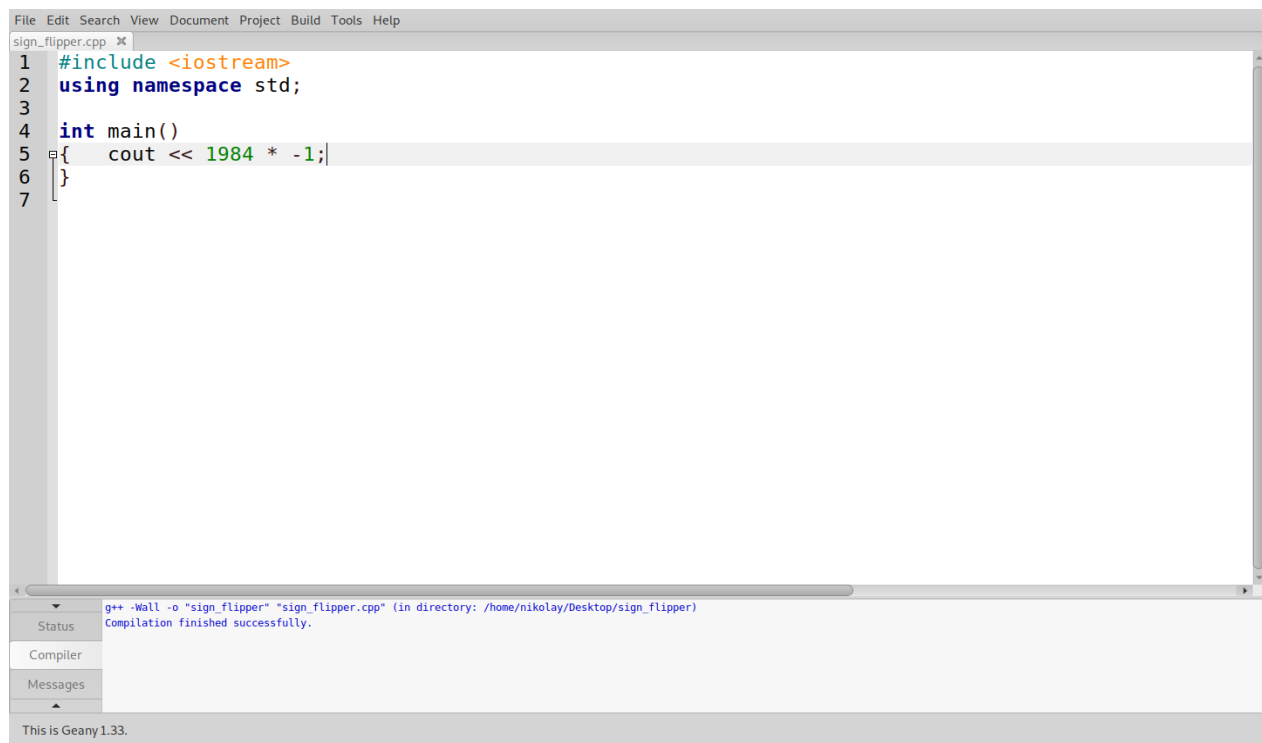 File Edit Search View Document Project Build Tools Help
sign_flipper.cpp
1 #include <iostream>
2 using namespace std;
3
4 int main()
5 {   cout << 1984 * -1;
6 }
7
Status
Compiler
Messages
g++ -Wall -o "sign_flipper" "sign_flipper.cpp" (in directory: /home/nikolay/Desktop/sign_flipper)
Compilation finished successfully.
This is Geany 1.33.